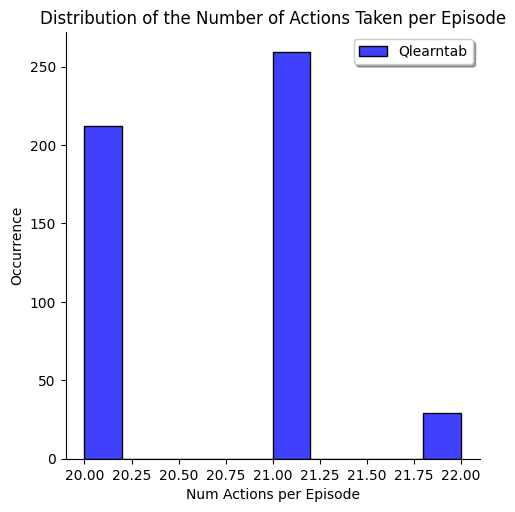 Distribution of the Number of Actions Taken per Episode
Qlearntab
250
200
150
100
50
0
Occurrence
20.00 20.25 20.50 20.75 21.00 21.25 21.50 21.75 22.00
Num Actions per Episode